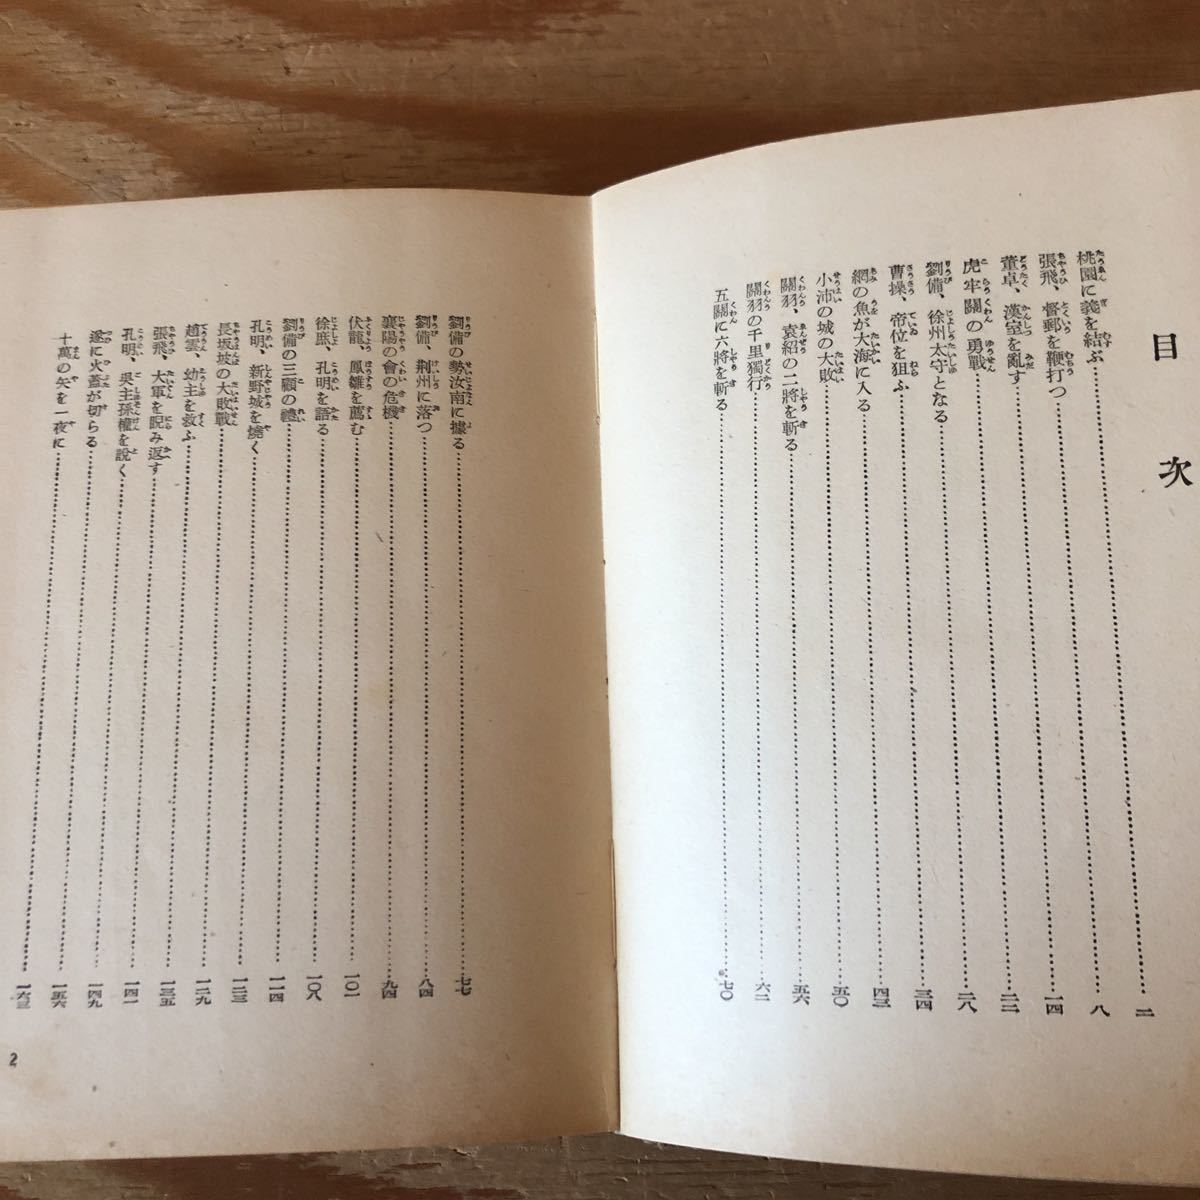 目次
桃園に義を結ぶ……二
張飛、督郵を鞭打つ……八
董卓、漢室を亂す……一四
虎牢關の勇戰……二二
劉備、徐州太守となる……二八
曹操、帝位を狙ふ……三四
網の魚が大海に入る……四三
小沛の城の大敗……五〇
關羽、袁紹の二將を斬る……五六
關羽の千里獨行……六二
五關に六將を斬る……七〇
劉備の勢汝南に據る……七七
劉備、荆州に落つ……八四
襄陽の會の危機……九四
伏龍、鳳雛を薦む……一〇一
徐庶、孔明を語る……一〇八
劉備の三顧の禮……一一四
孔明、新野城を燒く……一二三
長坂坡の大敗戰……一二九
趙雲、幼主を救ふ……一三五
張飛、大軍を睨み返す……一四一
孔明、吳主孫權を說く……一四九
遂に火蓋が切らる……一五六
十萬の矢を一夜に……一六三
2